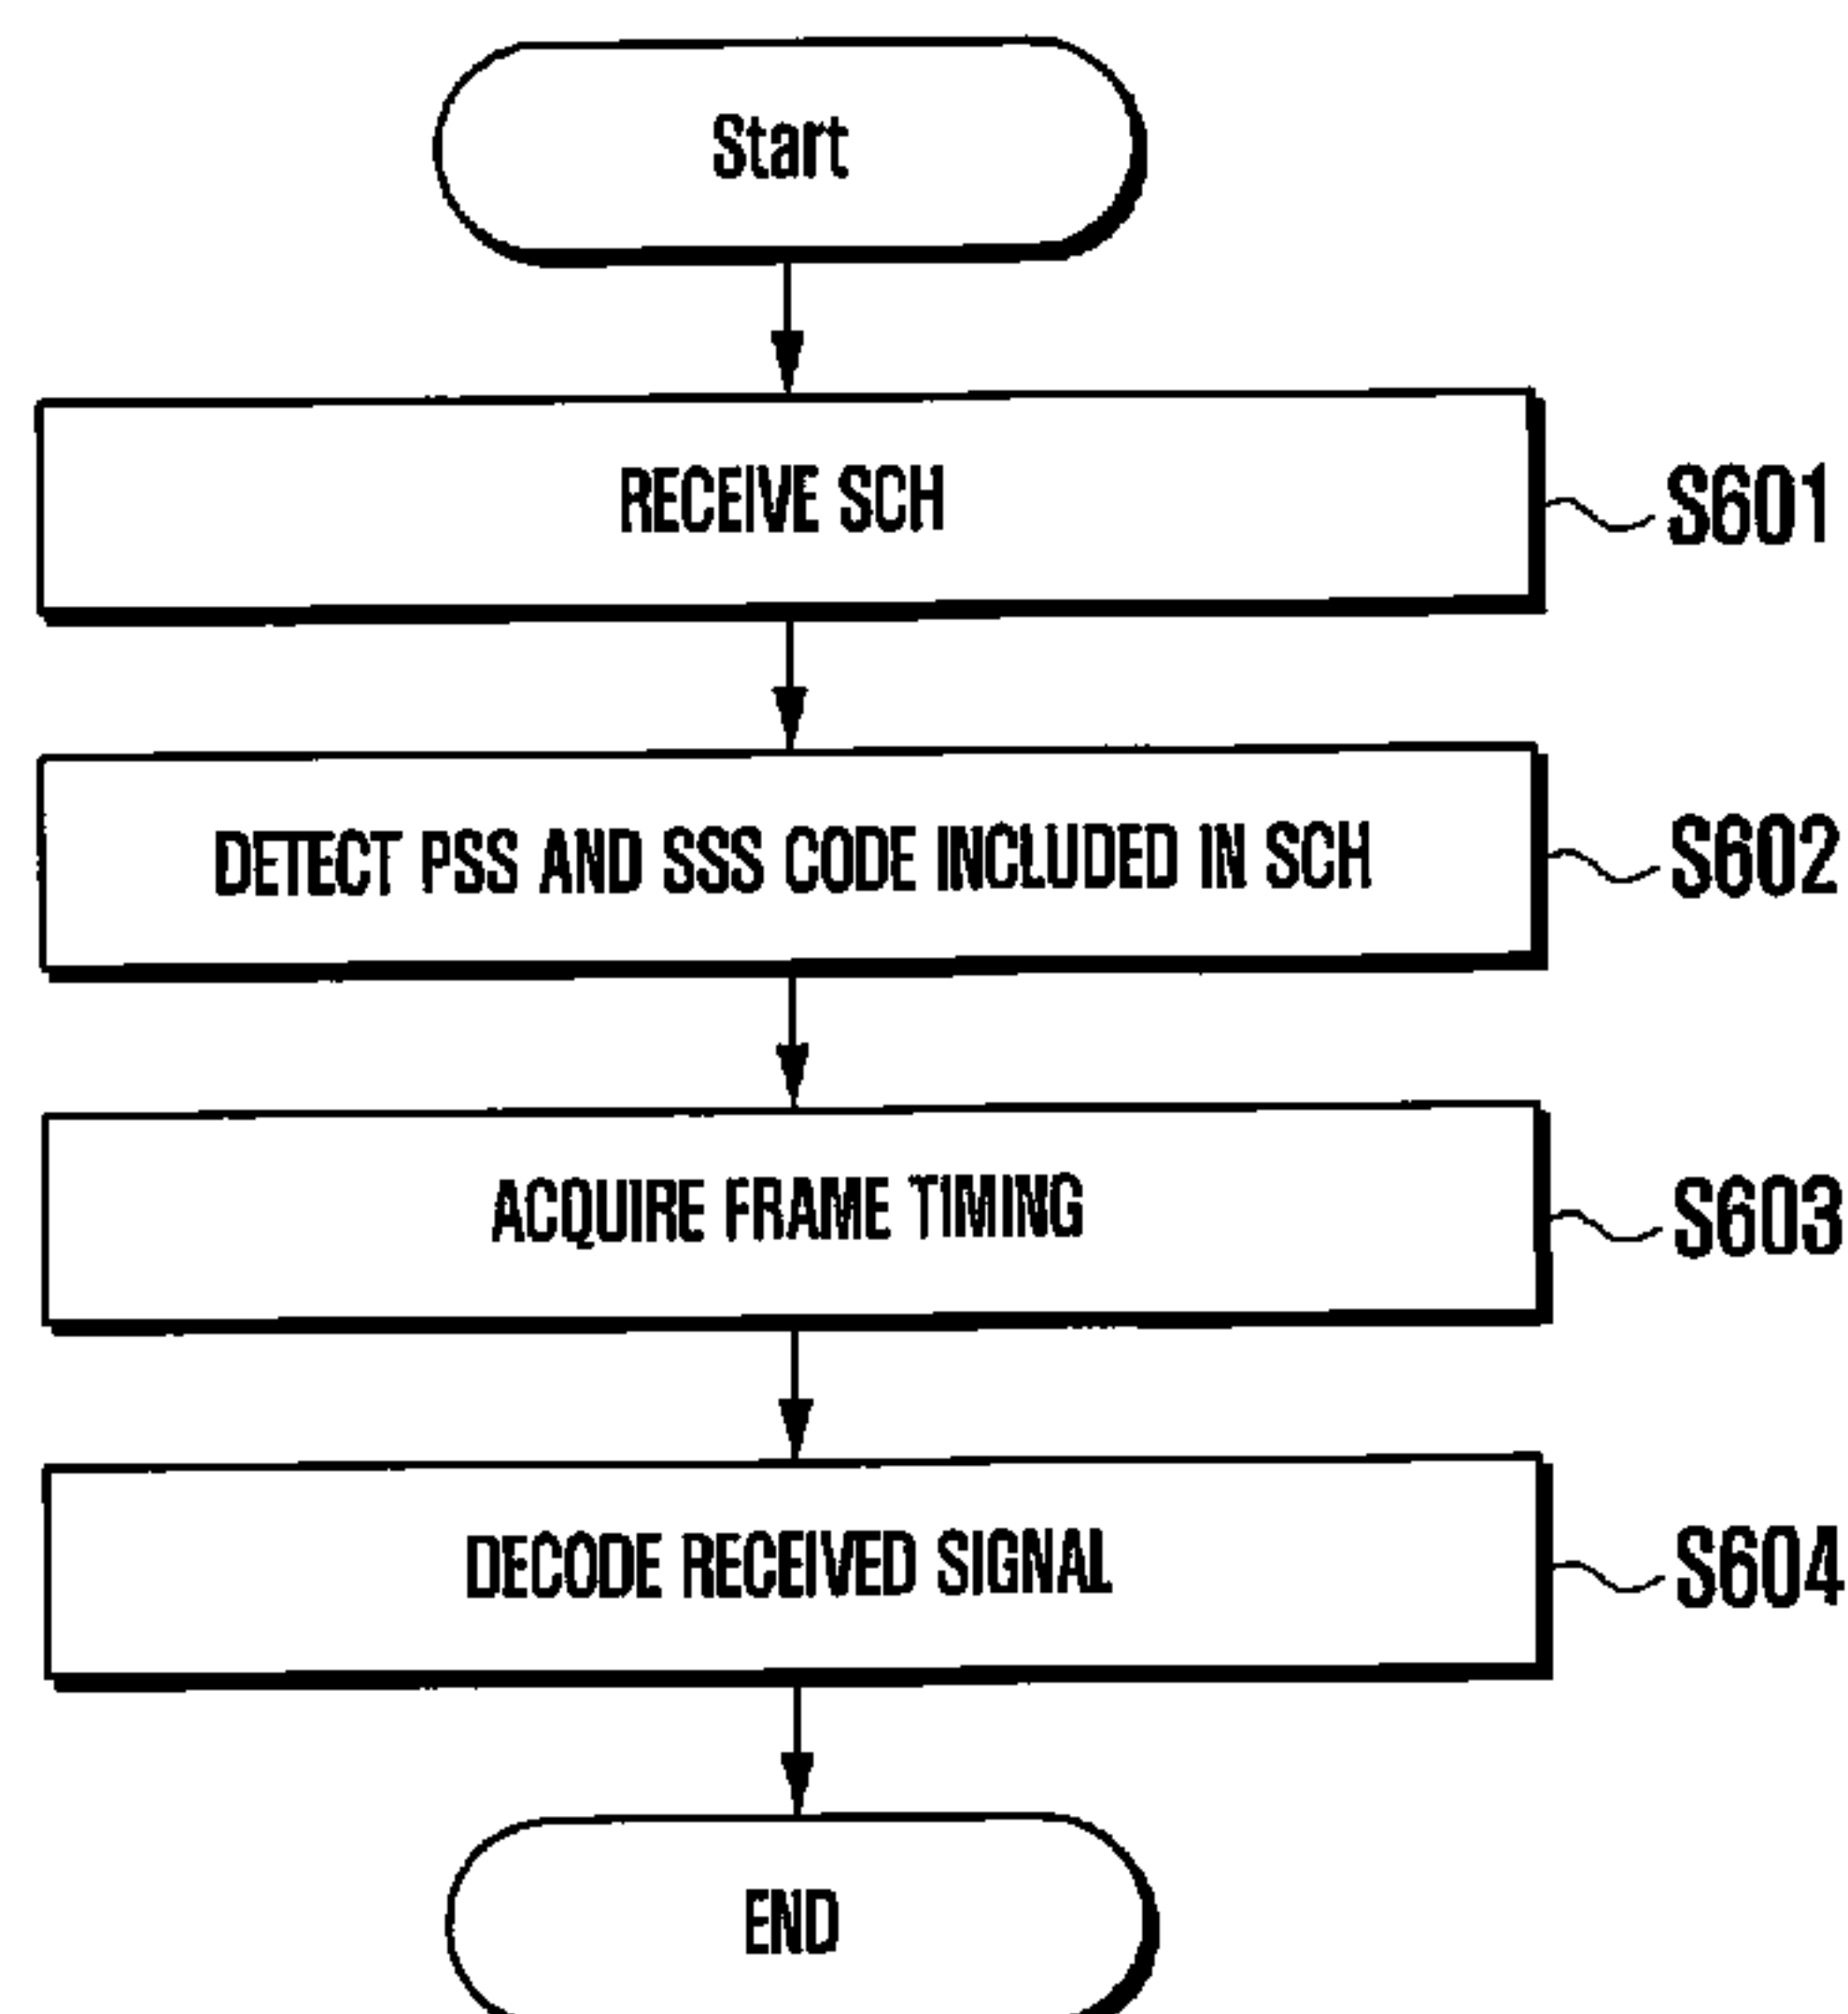 Start
RECEIVE SCH
S601
DETECT PSS AND SSS CODE INCLUDED IN SCH
S602
ACQUIRE FRAME TIMING
S603
DECODE RECEIVED SIGNAL
S604
END